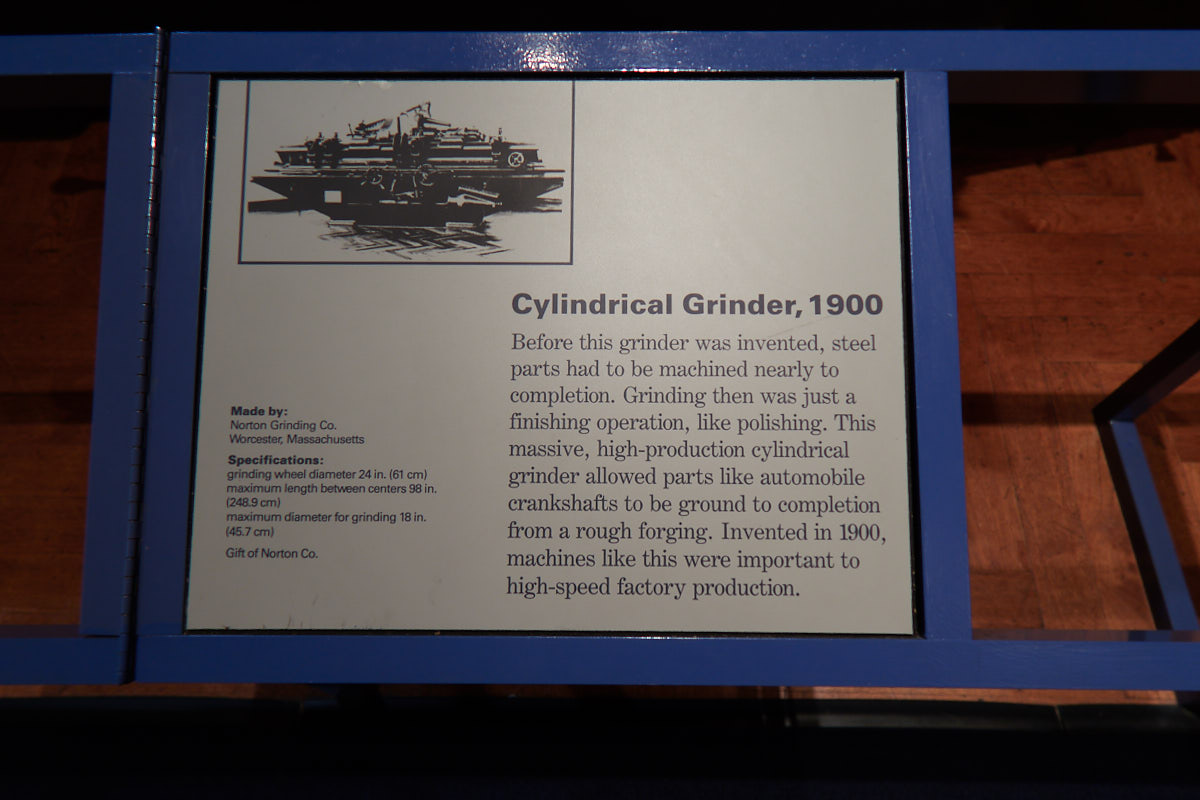 Cylindrical Grinder, 1900
Before this grinder was invented, steel
parts had to be machined nearly to
completion. Grinding then was just a
finishing operation, like polishing. This
massive, high-production cylindrical
grinder allowed parts like automobile
crankshafts to be ground to completion
from a rough forging. Invented in 1900,
machines like this were important to
high-speed factory production.
Made by:
Norton Grinding Co.
Worcester, Massachusetts
Specifications:
grinding wheel diameter 24 in. (61 cm)
maximum length between centers 98 in.
(248.9 cm)
maximum diameter for grinding 18 in.
(45.7 cm)
Gift of Norton Co.